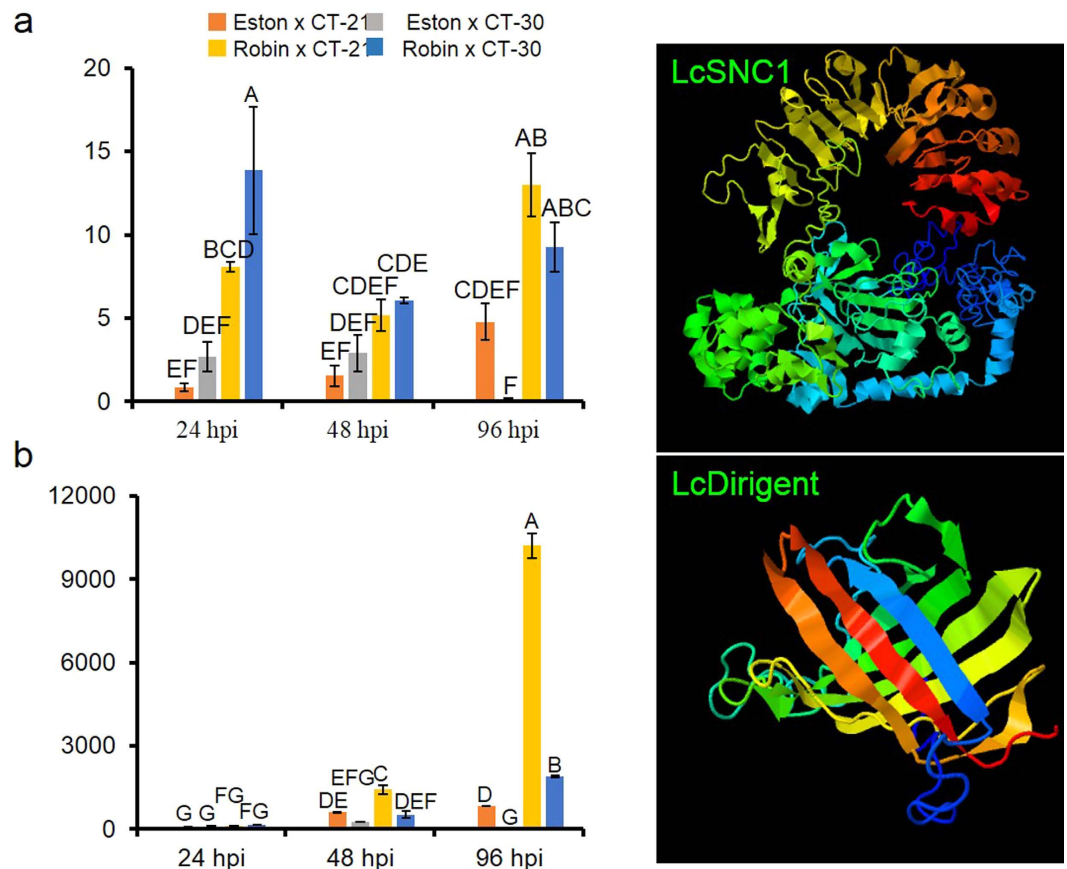 a
Eston x CT-21 Eston x CT-30
Robin x CT-21 Robin x CT-30
20
15
10
5
0
EF DEF BCD A
EF DEF CDEF CDE
CDEF F AB ABC
24 hpi 48 hpi 96 hpi
LcSNC1
b
12000
9000
6000
3000
0
G G FG FG
DE EFG C DEF
D G A B
24 hpi 48 hpi 96 hpi
LcDirigent